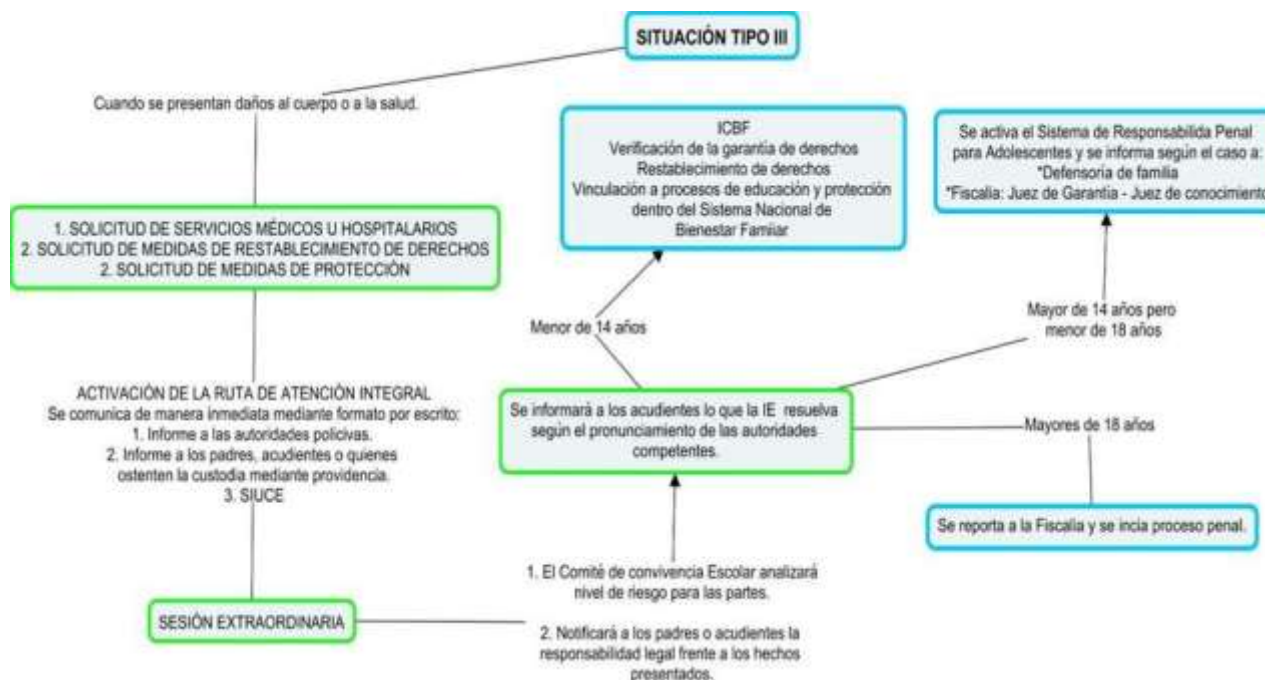 SITUACIÓN TIPO III
Cuando se presentan daños al cuerpo o a la salud.
1. SOLICITUD DE SERVICIOS MÉDICOS U HOSPITALARIOS
2. SOLICITUD DE MEDIDAS DE RESTABLECIMIENTO DE DERECHOS
2. SOLICITUD DE MEDIDAS DE PROTECCIÓN
ACTIVACIÓN DE LA RUTA DE ATENCIÓN INTEGRAL
Se comunica de manera inmediata mediante formato por escrito:
1. Informe a las autoridades policivas.
2. Informe a los padres, acudientes o quienes
ostenten la custodia mediante providencia.
3. SIUCE
SESIÓN EXTRAORDINARIA
1. El Comité de convivencia Escolar analizará
nivel de riesgo para las partes.
2. Notificará a los padres o acudientes la
responsabilidad legal frente a los hechos
presentados.
Se informará a los acudientes lo que la IE resuelva
según el pronunciamiento de las autoridades
competentes.
Menor de 14 años
ICBF
Verificación de la garantía de derechos
Restablecimiento de derechos
Vinculación a procesos de educación y protección
dentro del Sistema Nacional de
Bienestar Famiiar
Mayor de 14 años pero
menor de 18 años
Se activa el Sistema de Responsabilida Penal
para Adolescentes y se informa según el caso a:
*Defensoría de familia
*Fiscalia: Juez de Garantía - Juez de conocimiento
Mayores de 18 años
Se reporta a la Fiscalia y se incia proceso penal.